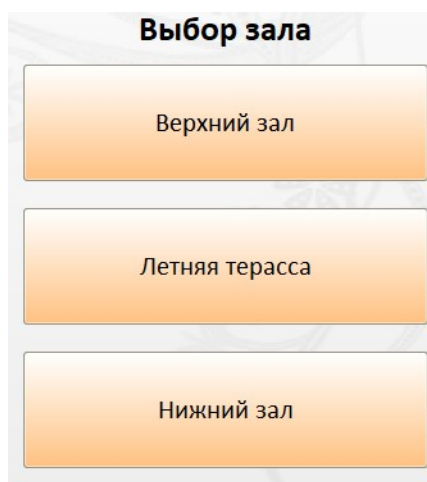 Выбор зала
Верхний зал
Летняя терасса
Нижний зал